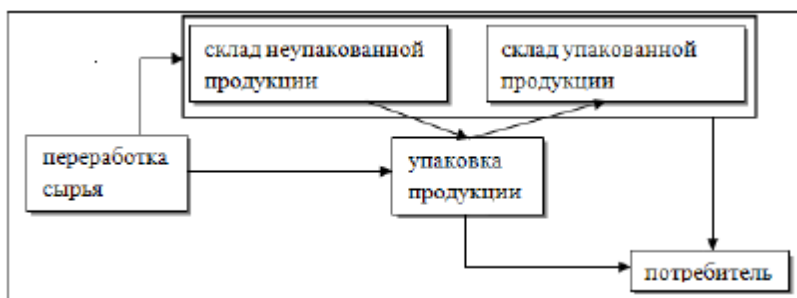 склад неупакованной
продукции
склад упакованной
продукции
переработка
сырья
упаковка
продукции
потребитель